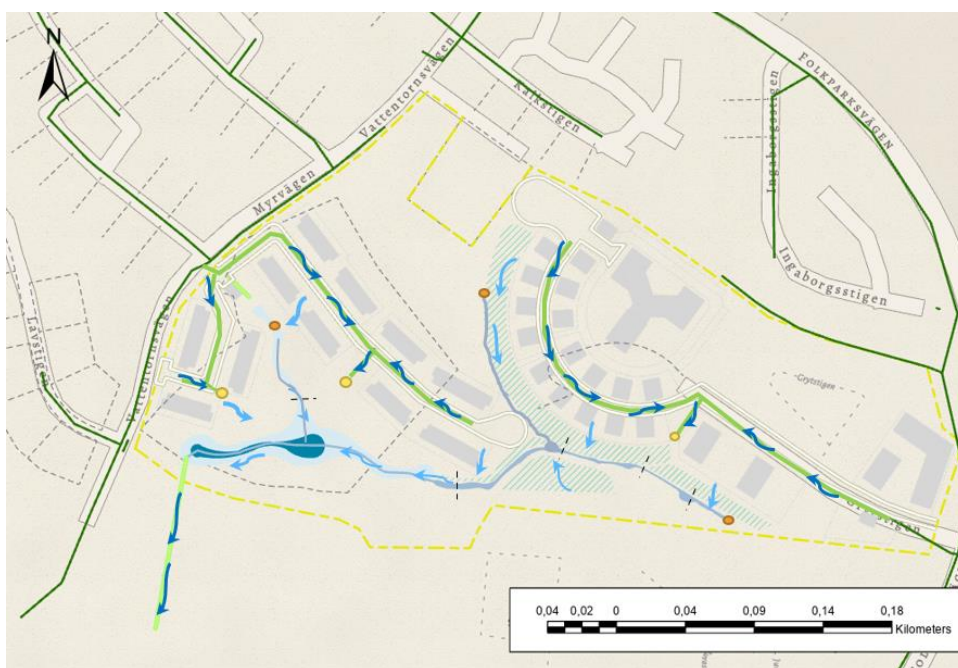 N
Vattentornsvägen
Kalkstigen
FOLKPARKSVÄGEN
Ingaborgsstigen
Myrvägen
Ingaborgsstigen
Lavstigen
Vattentornsvägen
Grytstigen
0,04 0,02 0 0,04 0,09 0,14 0,18
Kilometers